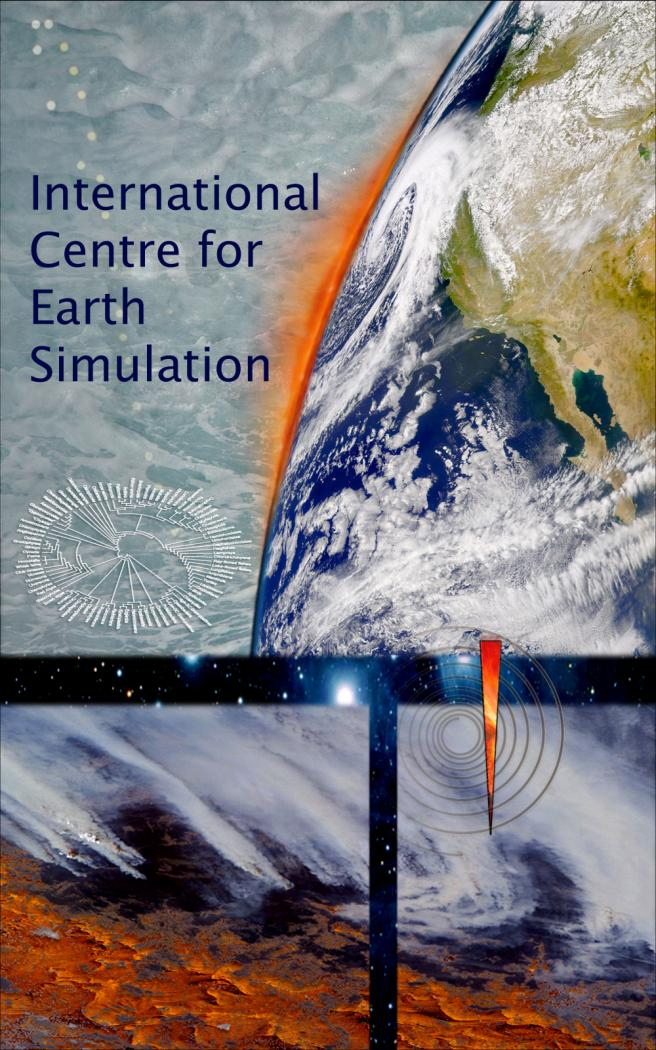 International
Centre for
Earth
Simulation